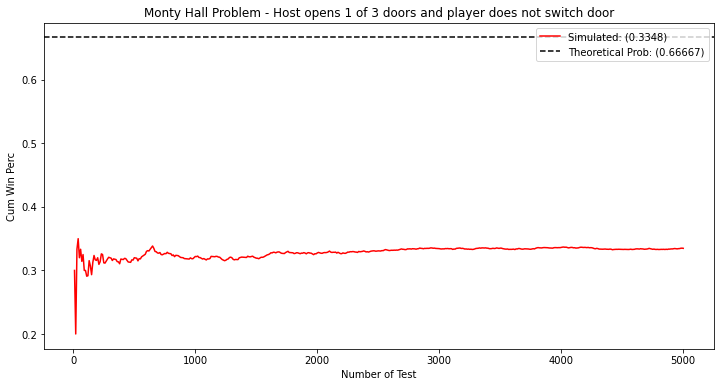 Monty Hall Problem - Host opens 1 of 3 doors and player does not switch door
Simulated: (0.3348)
Theoretical Prob: (0.66667)
Cum Win Perc
0.6
0.5
0.4
0.3
0.2
0 1000 2000 3000 4000 5000
Number of Test